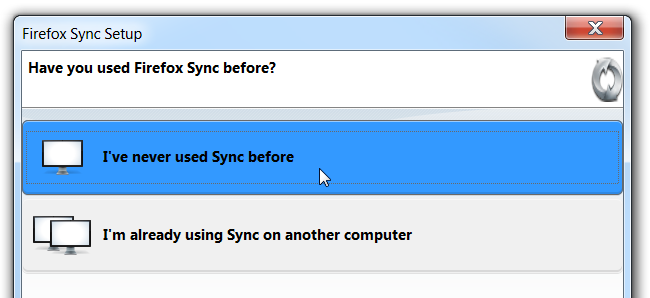 Firefox Sync Setup
Have you used Firefox Sync before?
I've never used Sync before
I'm already using Sync on another computer